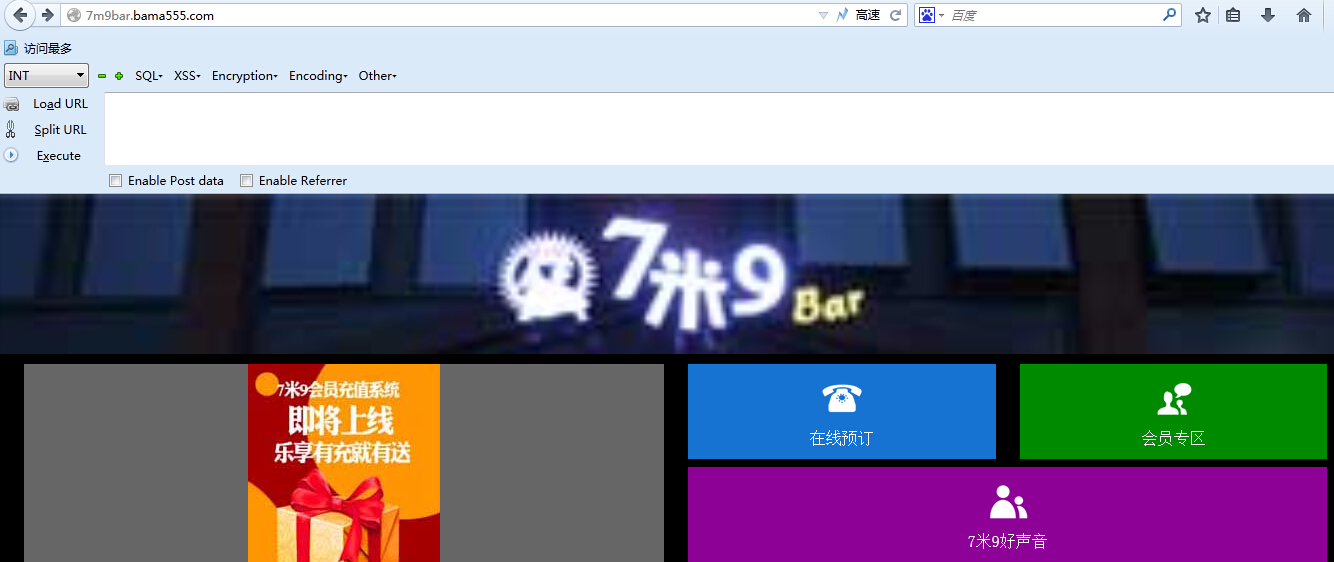 7m9bar.bama555.com
高速
百度
访问最多
INT
SQL
XSS
Encryption
Encoding
Other
Load URL
Split URL
Execute
Enable Post data
Enable Referrer
7米9 Bar
7米9会员充值系统
即将上线
乐享有充就有送
在线预订
会员专区
7米9好声音